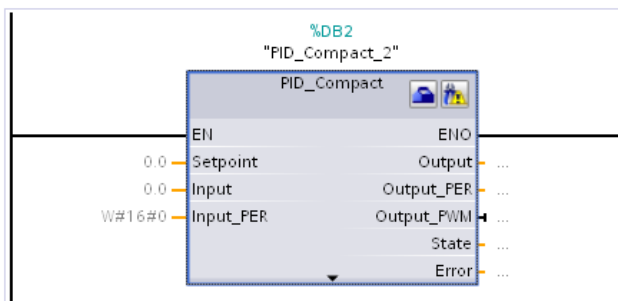 %DB2
"PID_Compact_2"
PID_Compact
EN ENO
0.0 Setpoint Output ...
0.0 Input Output_PER ...
W#16#0 Input_PER Output_PWM ...
State ...
Error ...